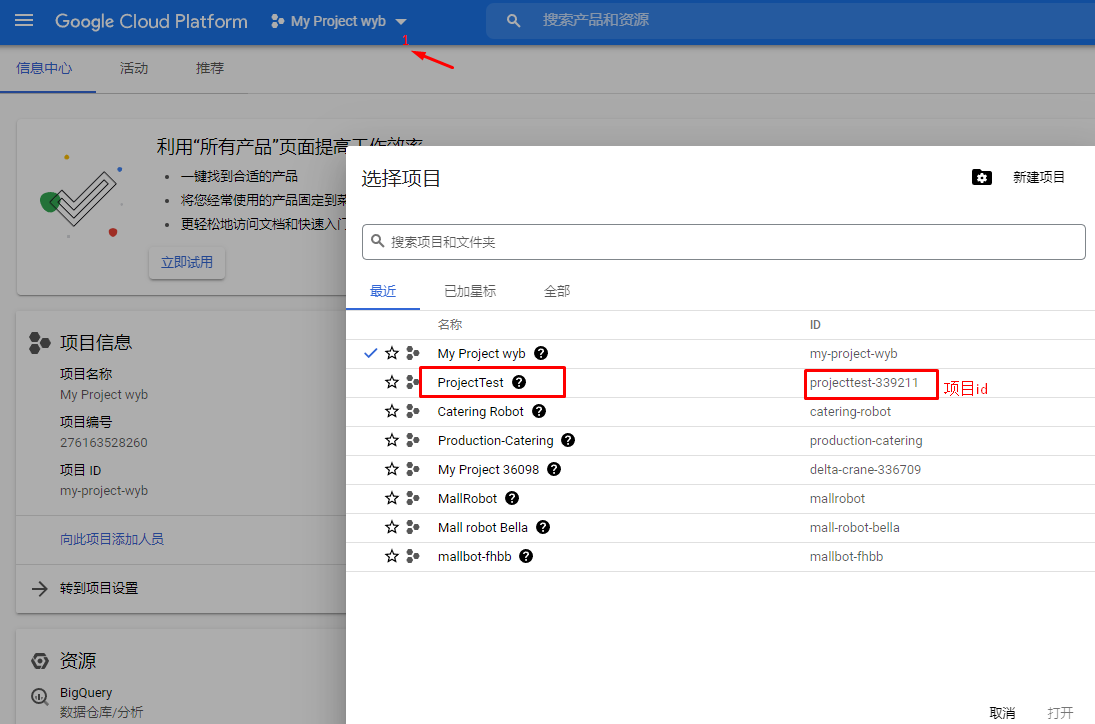 Google Cloud Platform
My Project wyb
搜索产品和资源
1
信息中心
活动
推荐
利用“所有产品”页面提高工作效率
一键找到合适的产品
将您经常使用的产品固定到菜
更轻松地访问文档和快速入门
立即试用
项目信息
项目名称
My Project wyb
项目编号
276163528260
项目 ID
my-project-wyb
向此项目添加人员
转到项目设置
资源
BigQuery
数据仓库/分析
选择项目
新建项目
搜索项目和文件夹
最近
已加星标
全部
名称 ID
My Project wyb my-project-wyb
ProjectTest projecttest-339211 项目id
Catering Robot catering-robot
Production-Catering production-catering
My Project 36098 delta-crane-336709
MallRobot mallrobot
Mall robot Bella mall-robot-bella
mallbot-fhbb mallbot-fhbb
取消
打开